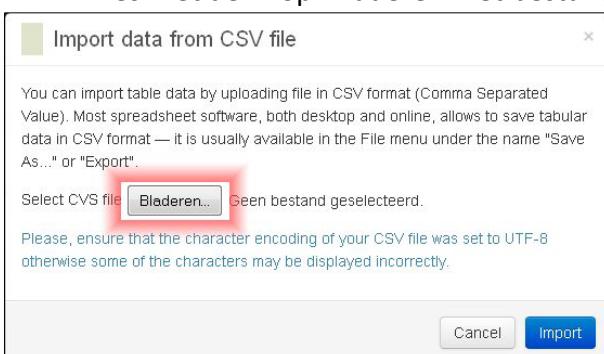 Import data from CSV file
×
You can import table data by uploading file in CSV format (Comma Separated
Value). Most spreadsheet software, both desktop and online, allows to save tabular
data in CSV format — it is usually available in the File menu under the name "Save
As..." or "Export".
Select CVS file Bladeren... Geen bestand geselecteerd.
Please, ensure that the character encoding of your CSV file was set to UTF-8
otherwise some of the characters may be displayed incorrectly.
Cancel Import